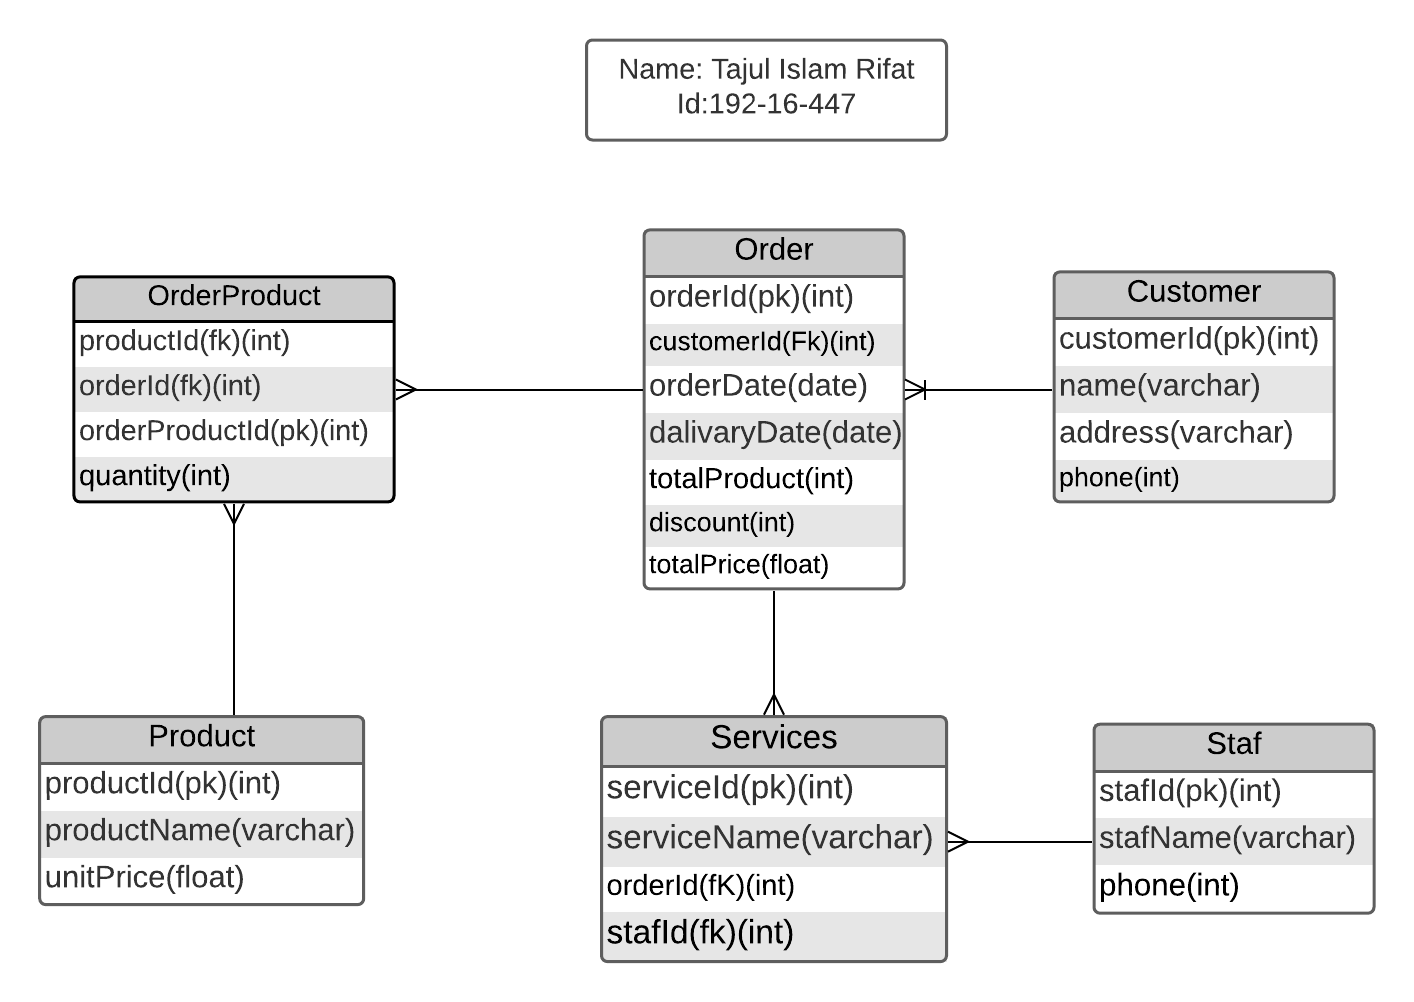 Name: Tajul Islam Rifat
Id:192-16-447
OrderProduct
productId(fk)(int)
orderId(fk)(int)
orderProductId(pk)(int)
quantity(int)
Order
orderId(pk)(int)
customerId(Fk)(int)
orderDate(date)
dalivaryDate(date)
totalProduct(int)
discount(int)
totalPrice(float)
Customer
customerId(pk)(int)
name(varchar)
address(varchar)
phone(int)
Product
productId(pk)(int)
productName(varchar)
unitPrice(float)
Services
serviceId(pk)(int)
serviceName(varchar)
orderId(fK)(int)
stafId(fk)(int)
Staf
stafId(pk)(int)
stafName(varchar)
phone(int)